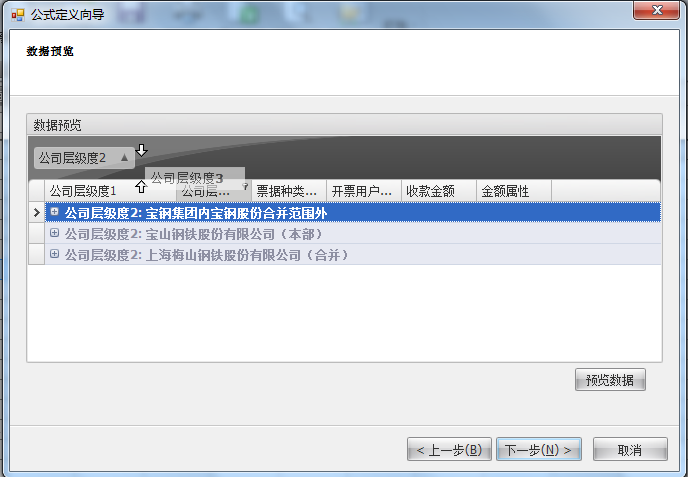 公式定义向导
数据预览
数据预览
公司层级度2
公司层级度3
公司层级度1 公司层… 票据种类… 开票用户… 收款金额 金额属性
公司层级度2: 宝钢集团内宝钢股份合并范围外
公司层级度2: 宝山钢铁股份有限公司（本部）
公司层级度2: 上海梅山钢铁股份有限公司（合并）
预览数据
< 上一步(B) 下一步(N) > 取消